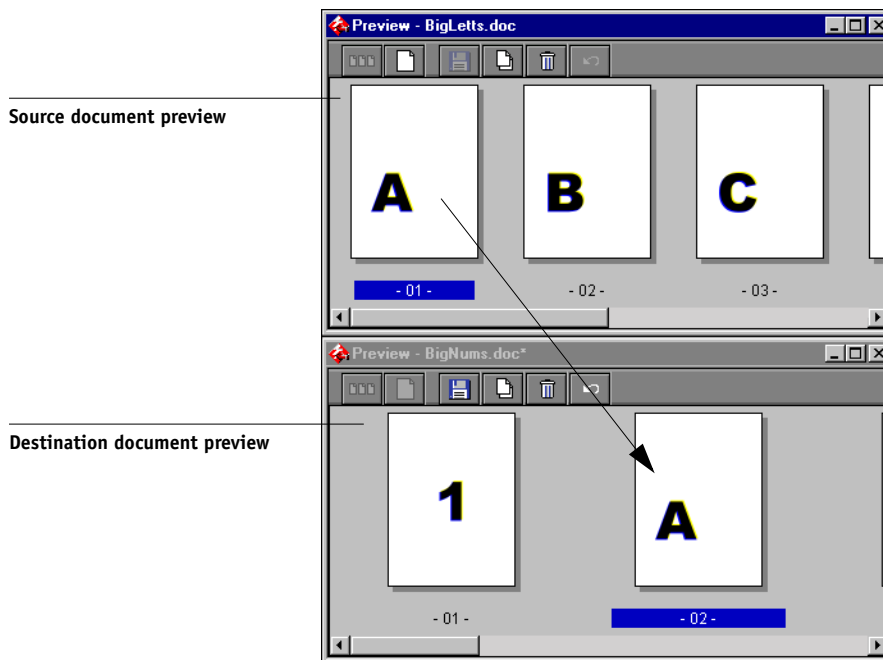 Preview - BigLetts.doc
Source document preview
A
B
C
- 01 -
- 02 -
- 03 -
Preview - BigNums.doc*
Destination document preview
1
A
- 01 -
- 02 -